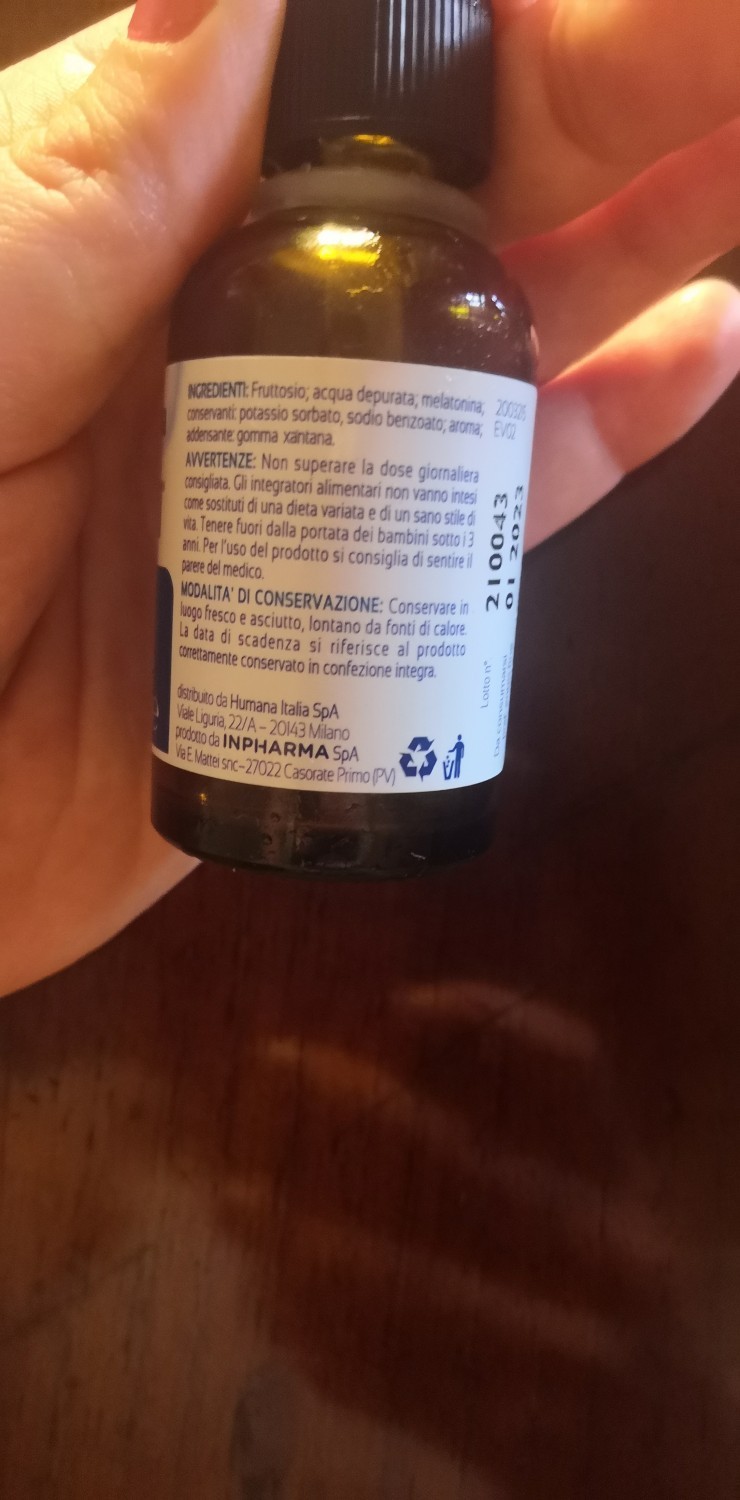 INGREDIENTI: Fruttosio; acqua depurata; melatonina;
conservanti: potassio sorbato, sodio benzoato; aroma;
addensante: gomma xantana.
AVVERTENZE: Non superare la dose giornaliera
consigliata. Gli integratori alimentari non vanno intesi
come sostituti di una dieta variata e di un sano stile di
vita. Tenere fuori dalla portata dei bambini sotto i 3
anni. Per l'uso del prodotto si consiglia di sentire il
parere del medico.
MODALITA' DI CONSERVAZIONE: Conservare in
luogo fresco e asciutto, lontano da fonti di calore.
La data di scadenza si riferisce al prodotto
correttamente conservato in confezione integra.
distribuito da Humana Italia SpA
Viale Liguria, 22/A – 20143 Milano
prodotto da INPHARMA SpA
Via E. Mattei snc–27022 Casorate Primo (PV)
EV02
Lotto n°
210043
01 2023